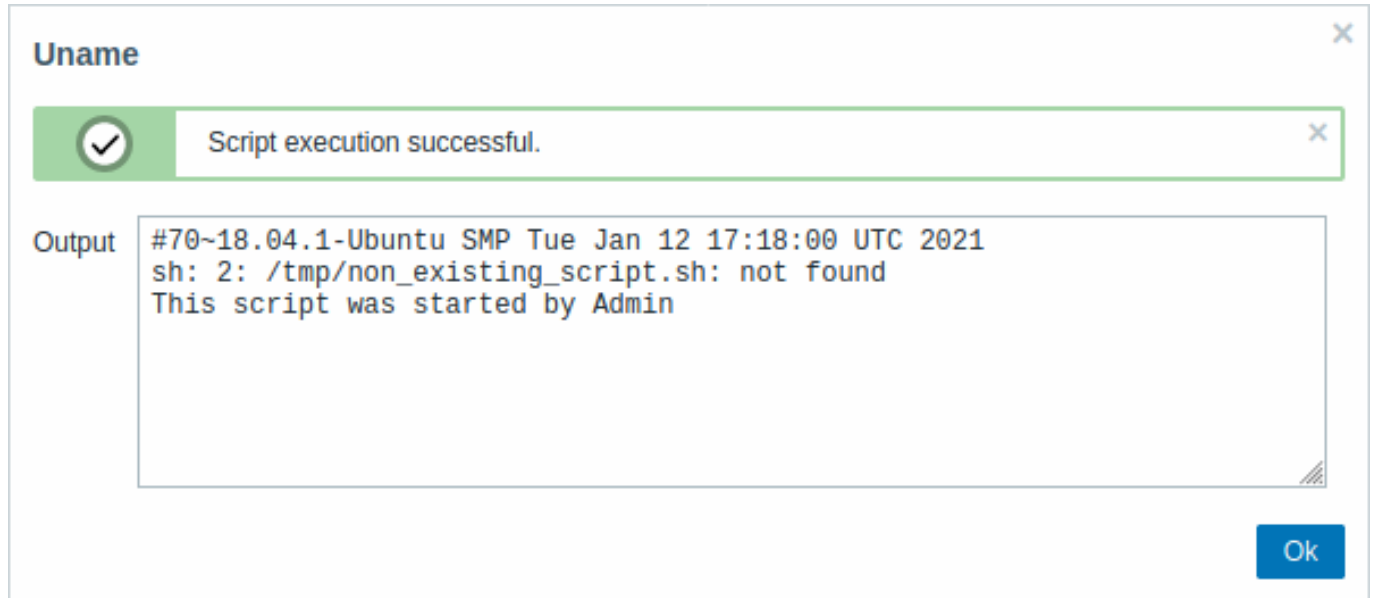 Uname
Script execution successful.
Output
#70~18.04.1-Ubuntu SMP Tue Jan 12 17:18:00 UTC 2021
sh: 2: /tmp/non_existing_script.sh: not found
This script was started by Admin
Ok